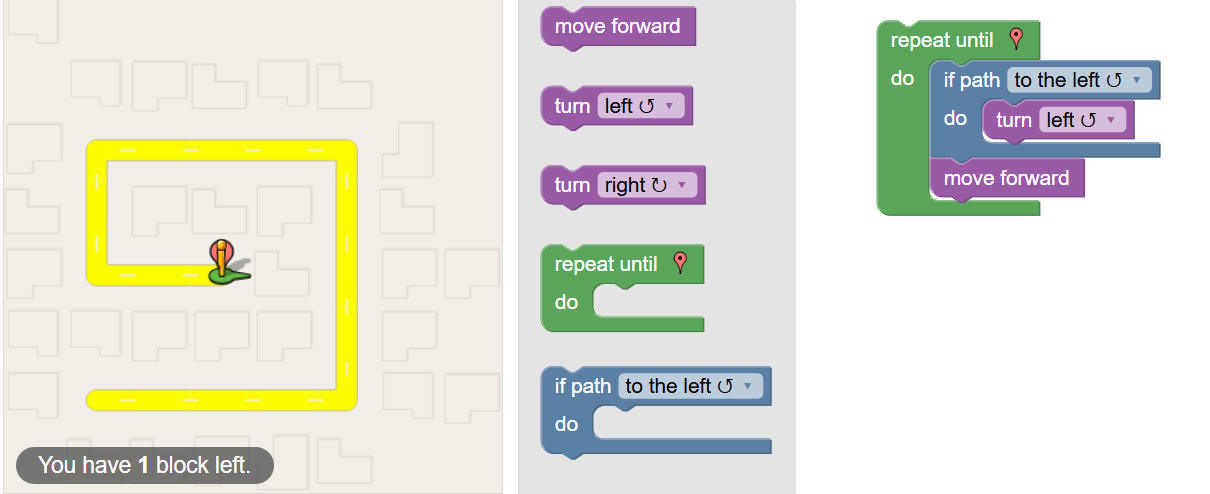 You have 1 block left.
move forward
turn left ↺ ▼
turn right ↻ ▼
repeat until
do
if path to the left ↺ ▼
do
repeat until
do
if path to the left ↺ ▼
do
turn left ↺ ▼
move forward